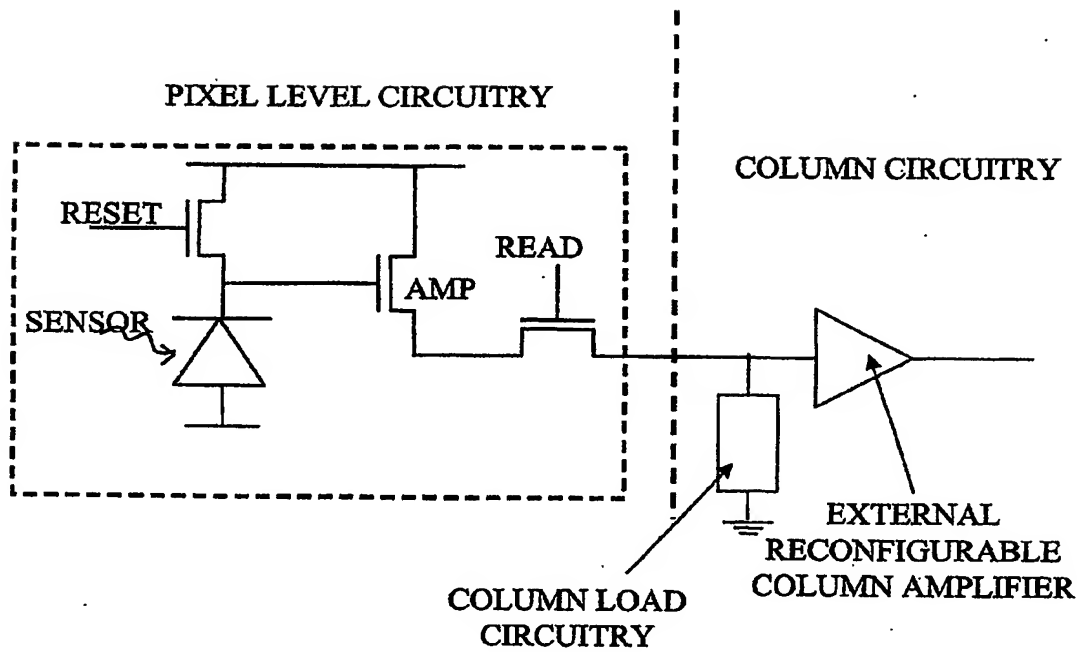 PIXEL LEVEL CIRCUITRY
COLUMN CIRCUITRY
RESET
READ
AMP
SENSOR
EXTERNAL
RECONFIGURABLE
COLUMN AMPLIFIER
COLUMN LOAD
CIRCUITRY